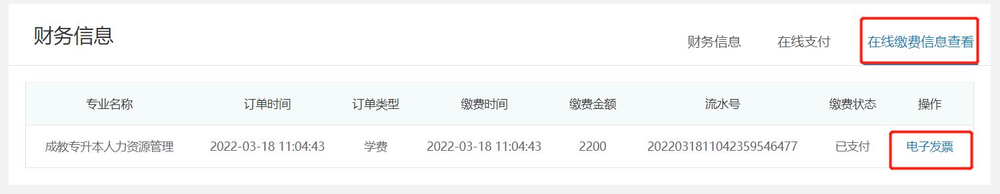 财务信息
财务信息 在线支付 在线缴费信息查看
专业名称 订单时间 订单类型 缴费时间 缴费金额 流水号 缴费状态 操作
成教专升本人力资源管理 2022-03-18 11:04:43 学费 2022-03-18 11:04:43 2200 2022031811042359546477 已支付 电子发票